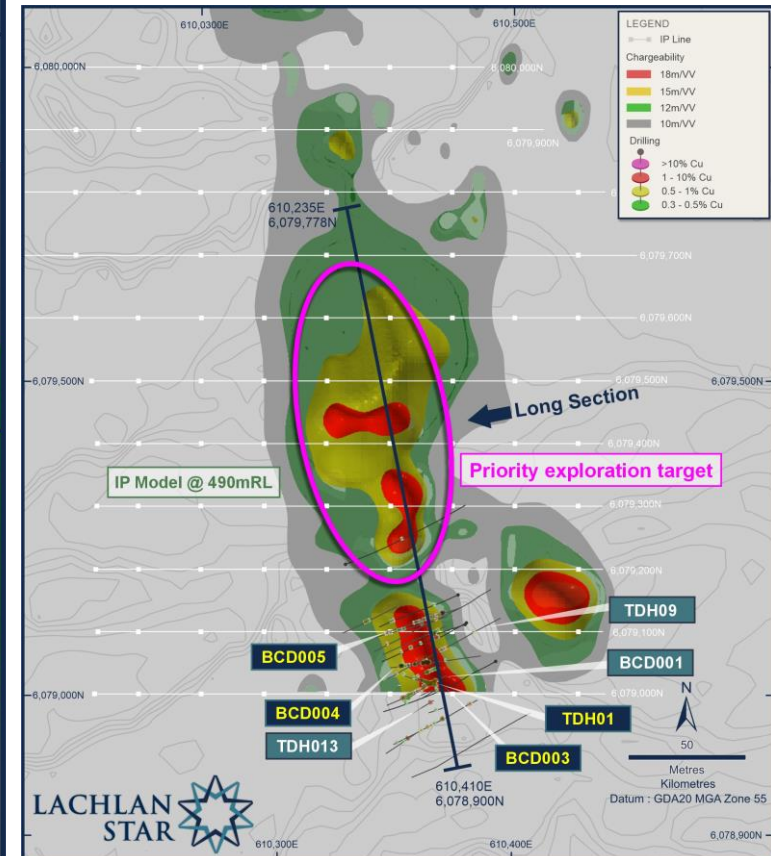 610,0300E
610,500E
6,080,000N
6,080,000N
LEGEND
IP Line
Chargeability
18m/VV
15m/VV
12m/VV
10m/VV
Drilling
>10% Cu
1 - 10% Cu
0.5 - 1% Cu
0.3 - 0.5% Cu
6,079,900N
610,235E
6,079,778N
6,079,700N
6,079,600N
6,079,500N
6,079,500N
6,079,500N
Long Section
6,079,400N
Priority exploration target
IP Model @ 490mRL
6,079,300N
6,079,200N
TDH09
6,079,100N
BCD005
BCD001
6,079,000N
6,079,000N
N
BCD004
TDH01
TDH013
BCD003
50
Metres
Kilometres
Datum : GDA20 MGA Zone 55
610,410E
6,078,900N
LACHLAN
STAR
610,300E
610,400E
6,078,900N